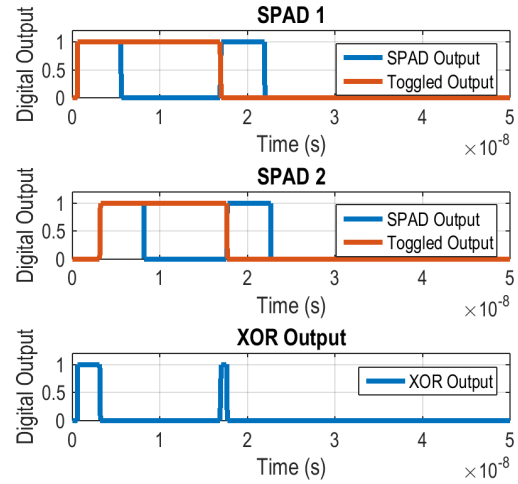 SPAD 1
Digital Output
1
0.5
0
SPAD Output
Toggled Output
0 1 2 3 4 5
Time (s)
×10⁻⁸
SPAD 2
Digital Output
1
0.5
0
SPAD Output
Toggled Output
0 1 2 3 4 5
Time (s)
×10⁻⁸
XOR Output
Digital Output
1
0.5
0
XOR Output
0 1 2 3 4 5
Time (s)
×10⁻⁸